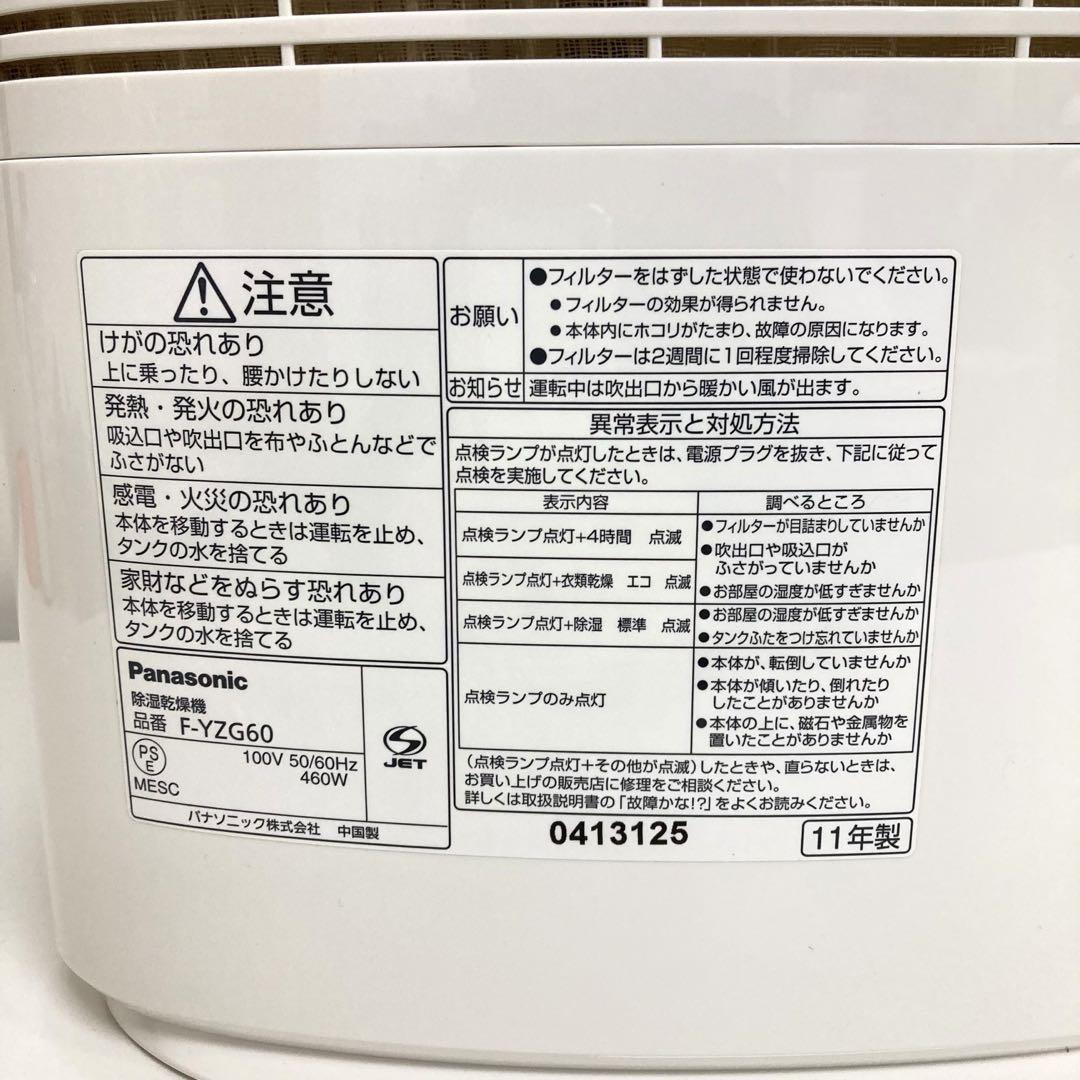 注意
けがの恐れあり
上に乗ったり、腰かけたりしない
発熱・発火の恐れあり
吸込口や吹出口を布やふとんなどで
ふさがない
感電・火災の恐れあり
本体を移動するときは運転を止め、
タンクの水を捨てる
家財などをぬらす恐れあり
本体を移動するときは運転を止め、
タンクの水を捨てる
Panasonic
除湿乾燥機
品番 F-YZG60
100V 50/60Hz
460W
PS
E
MESC
JET
パナソニック株式会社 中国製
お願い
●フィルターをはずした状態で使わないでください。
●フィルターの効果が得られません。
●本体内にホコリがたまり、故障の原因になります。
●フィルターは2週間に1回程度掃除してください。
お知らせ 運転中は吹出口から暖かい風が出ます。
異常表示と対処方法
点検ランプが点灯したときは、電源プラグを抜き、下記に従って
点検を実施してください。
表示内容 調べるところ
点検ランプ点灯+4時間 点滅
点検ランプ点灯+衣類乾燥 エコ 点滅
●フィルターが目詰まりしていませんか
●吹出口や吸込口が
ふさがっていませんか
●お部屋の湿度が低すぎませんか
点検ランプ点灯+除湿 標準 点滅
●お部屋の湿度が低すぎませんか
●タンクふたをつけ忘れていませんか
点検ランプのみ点灯
●本体が、転倒していませんか
●本体が傾いたり、倒れたり
したことがありませんか
●本体の上に、磁石や金属物を
置いたことがありませんか
(点検ランプ点灯+その他が点滅)したときや、直らないときは、
お買い上げの販売店に修理をご相談ください。
詳しくは取扱説明書の「故障かな!?」をよくお読みください。
0413125
11年製